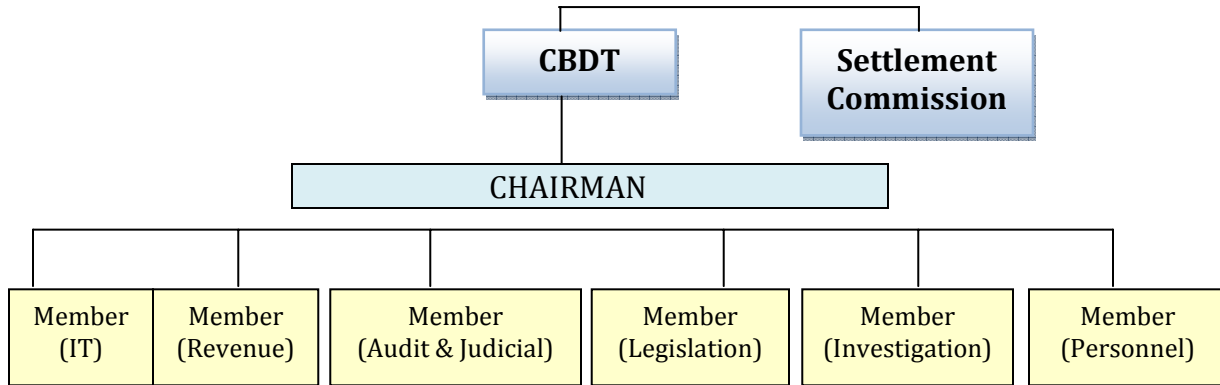 CBDT
Settlement
Commission
CHAIRMAN
Member
(IT)
Member
(Revenue)
Member
(Audit & Judicial)
Member
(Legislation)
Member
(Investigation)
Member
(Personnel)